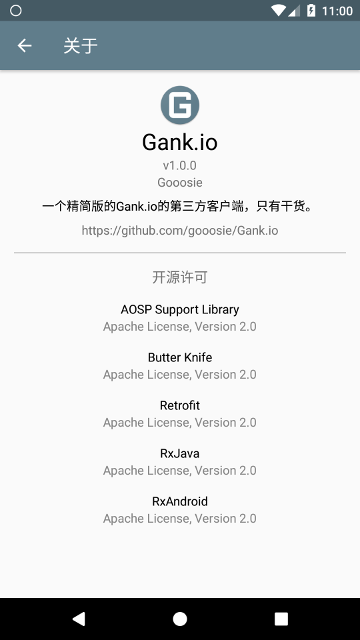 11:00
关于
G
Gank.io
v1.0.0
Gooosie
一个精简版的Gank.io的第三方客户端，只有干货。
https://github.com/gooosie/Gank.io
开源许可
AOSP Support Library
Apache License, Version 2.0
Butter Knife
Apache License, Version 2.0
Retrofit
Apache License, Version 2.0
RxJava
Apache License, Version 2.0
RxAndroid
Apache License, Version 2.0